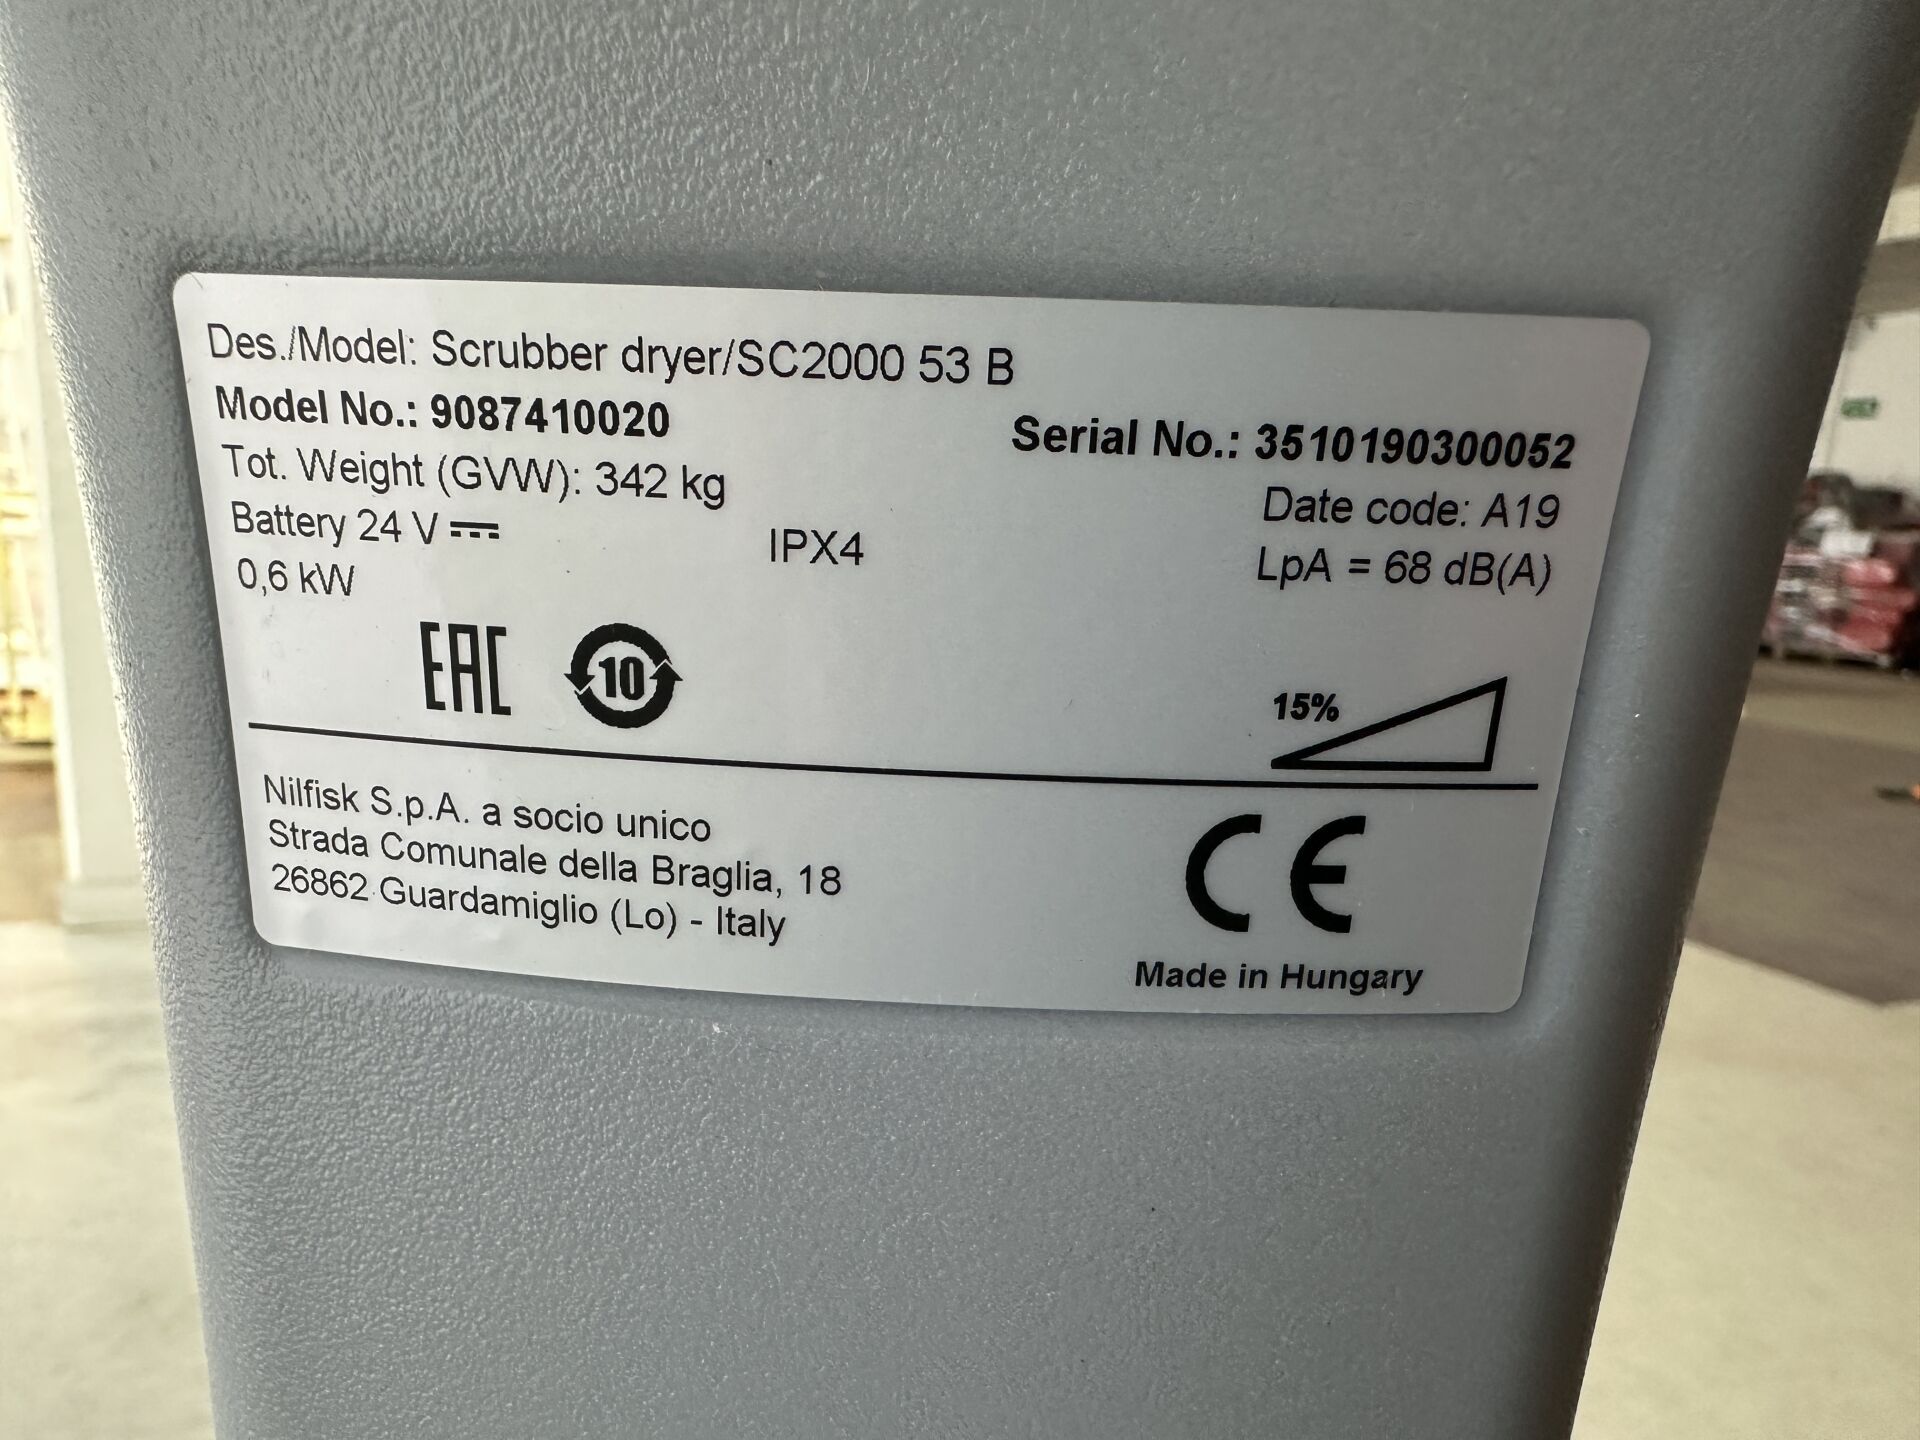 Des./Model: Scrubber dryer/SC2000 53 B
Model No.: 9087410020
Serial No.: 3510190300052
Tot. Weight (GVW): 342 kg
Date code: A19
Battery 24 V
IPX4
LpA = 68 dB(A)
0,6 kW
EAC
10
15%
Nilfisk S.p.A. a socio unico
Strada Comunale della Braglia, 18
26862 Guardamiglio (Lo) - Italy
CE
Made in Hungary